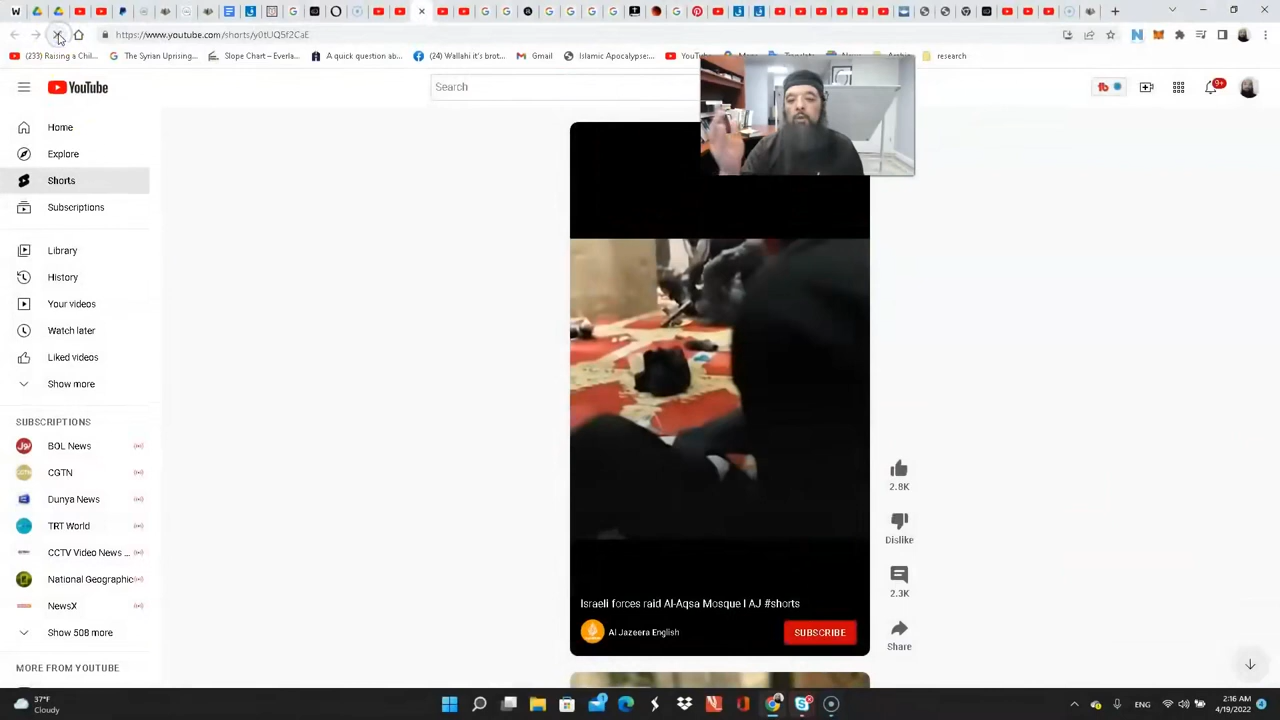 https://www.youtube.com/shorts/y0tUQ5f2CaE
(233) Raising A Chil...
The Syrian Uprising:...
Slope Chart – Everla...
A quick question ab...
(24) Wallahi it's brot...
Gmail
Islamic Apocalypse:...
YouTube
research
YouTube
Search
9+
Home
Explore
Shorts
Subscriptions
Library
History
Your videos
Watch later
Liked videos
Show more
SUBSCRIPTIONS
BOL News
CGTN
Dunya News
TRT World
CCTV Video News ...
National Geographic
NewsX
Show 508 more
MORE FROM YOUTUBE
2.8K
Dislike
2.3K
Share
Israeli forces raid Al-Aqsa Mosque l AJ #shorts
Al Jazeera English
SUBSCRIBE
37°F
Cloudy
2:16 AM
4/19/2022